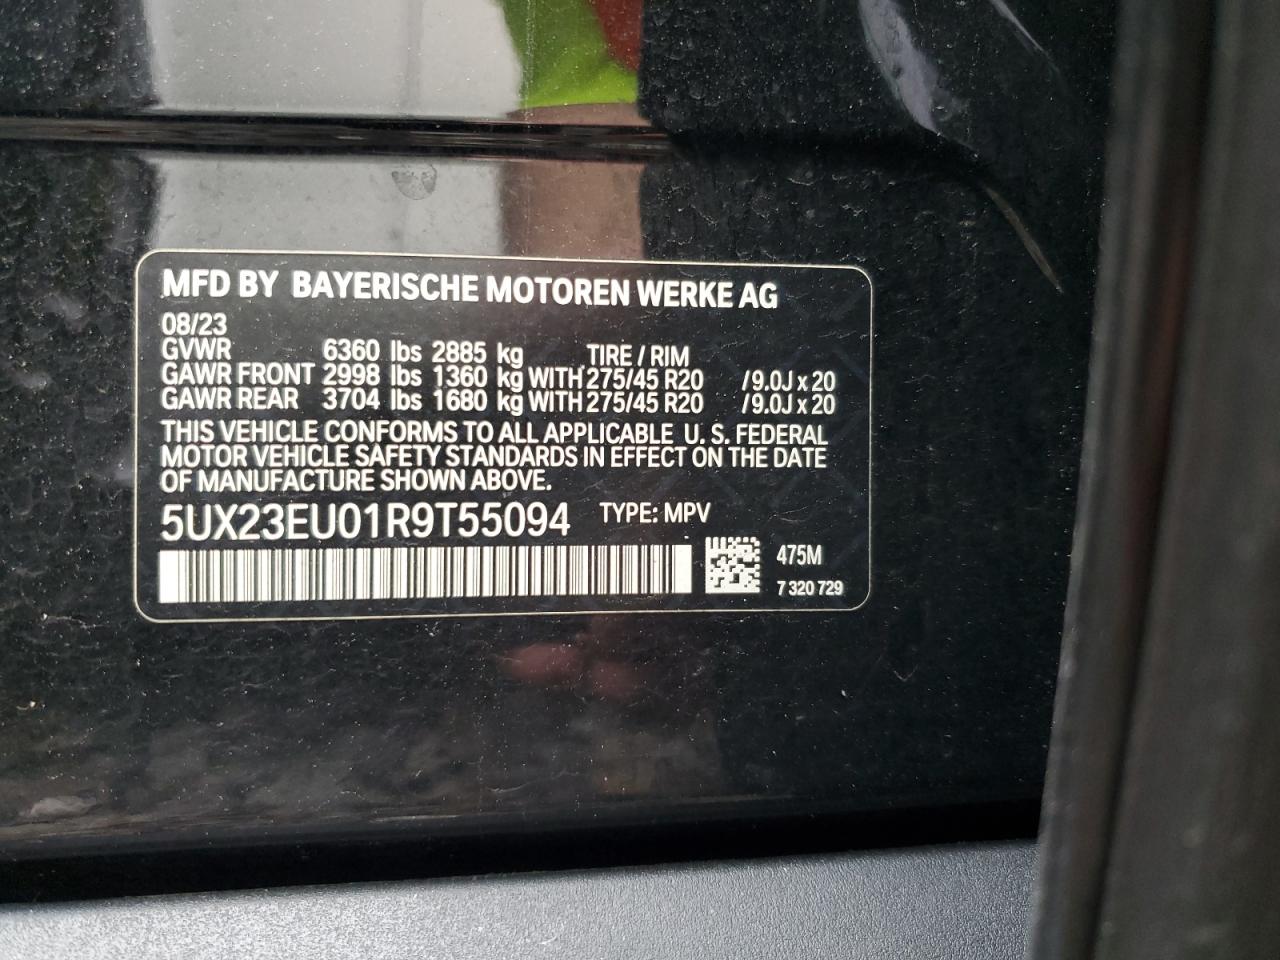 MFD BY BAYERISCHE MOTOREN WERKE AG
08/23
GVWR 6360 lbs 2885 kg TIRE / RIM
GAWR FRONT 2998 lbs 1360 kg WITH 275/45 R20 / 9.0J x 20
GAWR REAR 3704 lbs 1680 kg WITH 275/45 R20 / 9.0J x 20
THIS VEHICLE CONFORMS TO ALL APPLICABLE U. S. FEDERAL
MOTOR VEHICLE SAFETY STANDARDS IN EFFECT ON THE DATE
OF MANUFACTURE SHOWN ABOVE.
5UX23EU01R9T55094 TYPE: MPV
475M
7 320 729